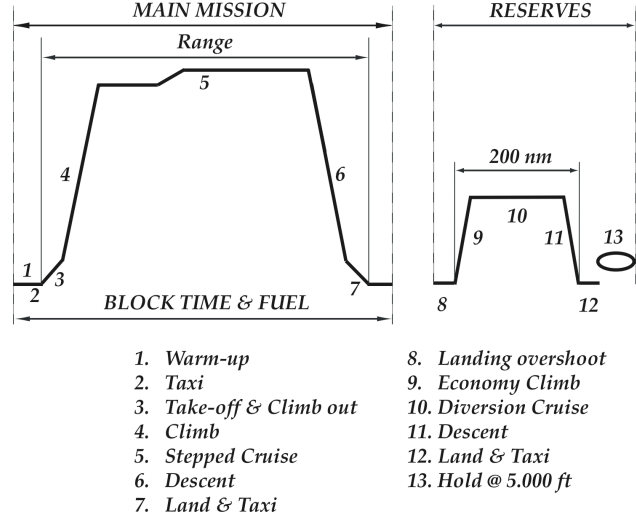 MAIN MISSION
RESERVES
Range
5
200 nm
4
6
9
10
11
13
1
2
3
7
8
12
BLOCK TIME & FUEL
1. Warm-up
2. Taxi
3. Take-off & Climb out
4. Climb
5. Stepped Cruise
6. Descent
7. Land & Taxi
8. Landing overshoot
9. Economy Climb
10. Diversion Cruise
11. Descent
12. Land & Taxi
13. Hold @ 5.000 ft